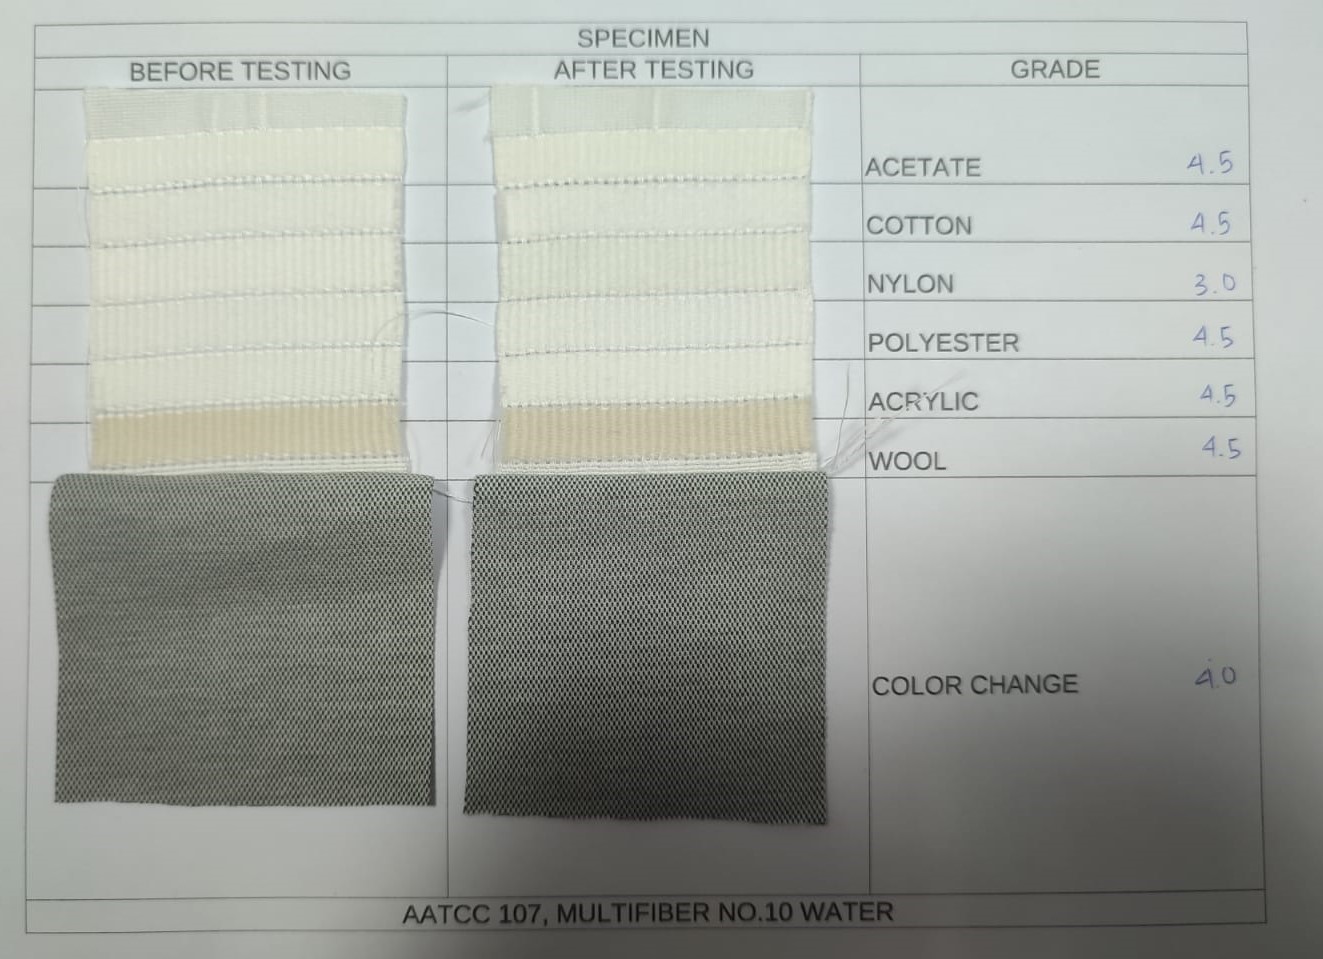 SPECIMEN
BEFORE TESTING AFTER TESTING GRADE
ACETATE 4.5
COTTON 4.5
NYLON 3.0
POLYESTER 4.5
ACRYLIC 4.5
WOOL 4.5
COLOR CHANGE 4.0
AATCC 107, MULTIFIBER NO.10 WATER